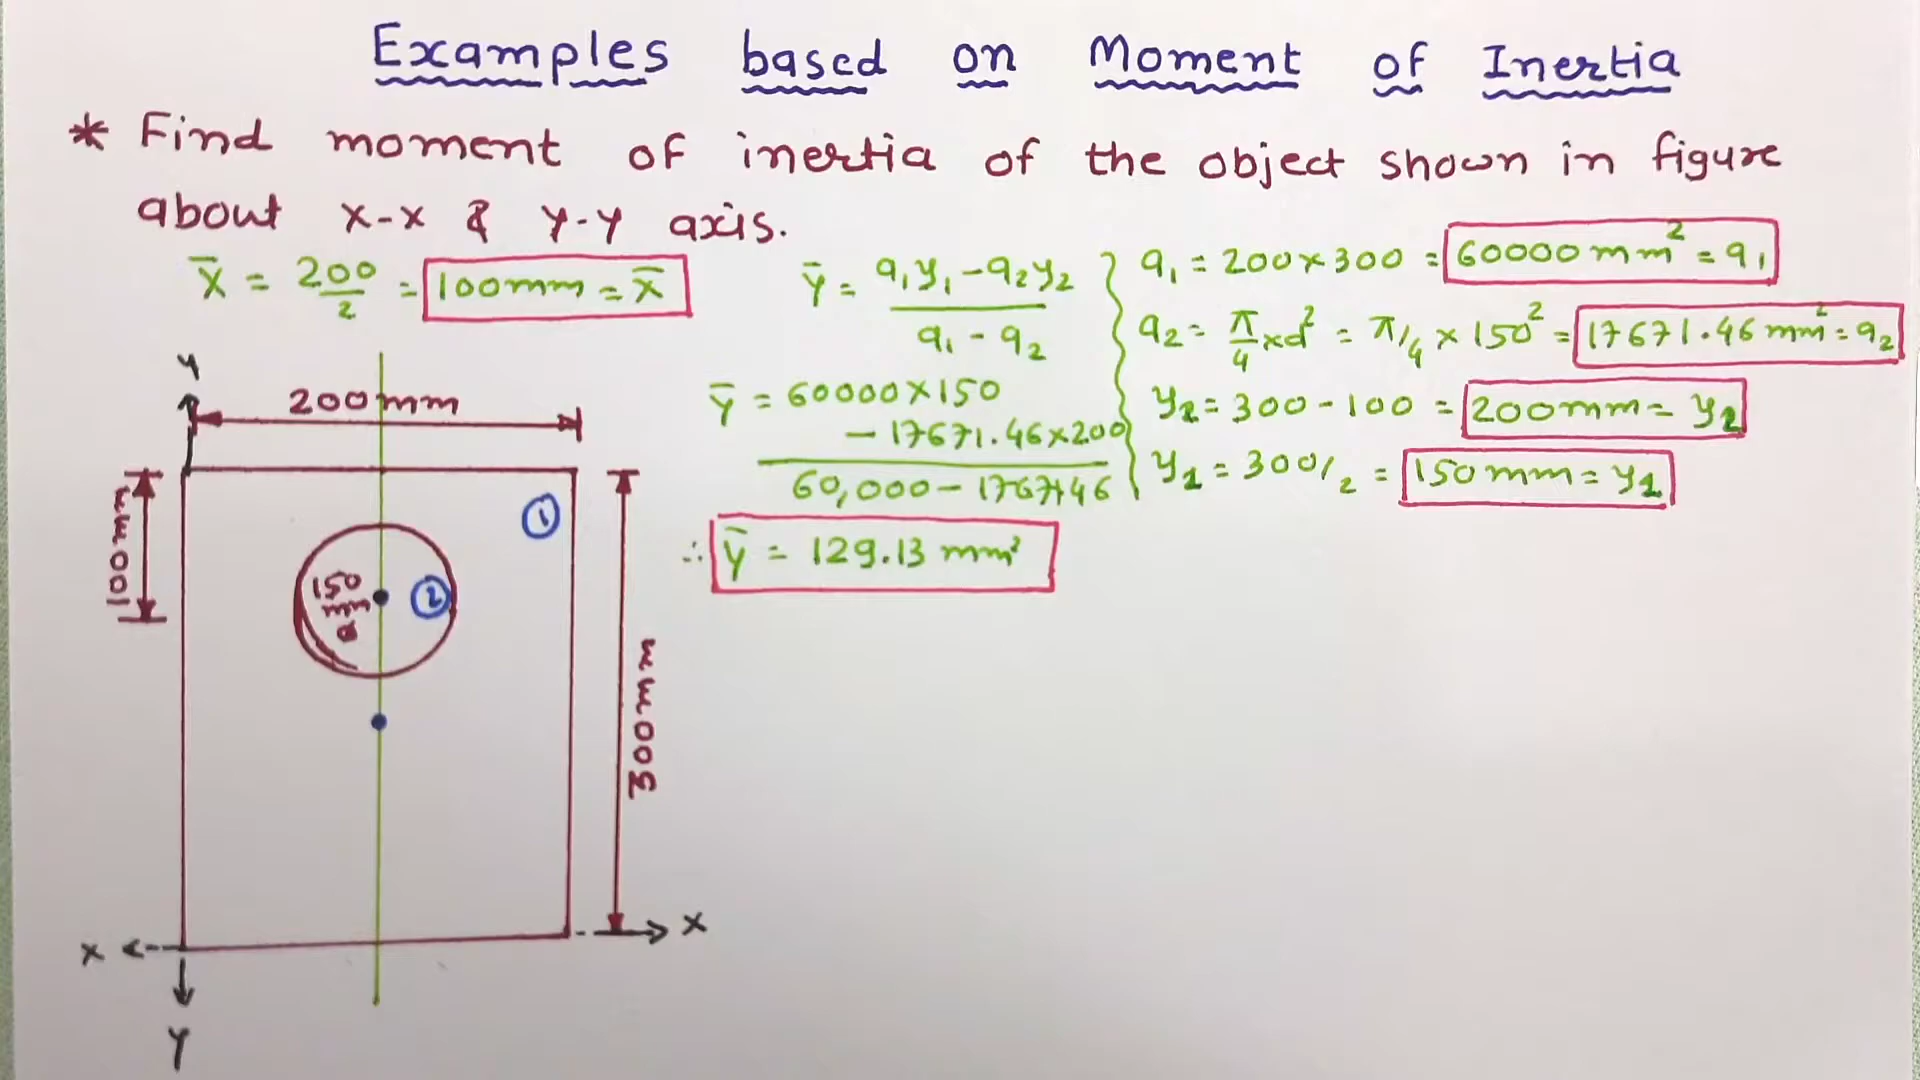 Examples based on Moment of Inertia
* Find moment of inertia of the object shown in figure
about x-x & y-y axis.
X̄ = 200/2 = 100mm = X̄
Ȳ = a₁y₁ - a₂y₂ / a₁ - a₂
Ȳ = 60000 × 150
- 17671.46 × 200
60,000 - 17671.46
∴ Ȳ = 129.13 mm²
a₁ = 200 × 300 = 60000 mm² = a₁
a₂ = π/4 × d² = π/4 × 150² = 17671.46 mm² = a₂
y₂ = 300 - 100 = 200mm = y₂
y₁ = 300/2 = 150mm = y₁
y
200mm
100mm
1
150
mm
ø
2
300mm
x
x
y